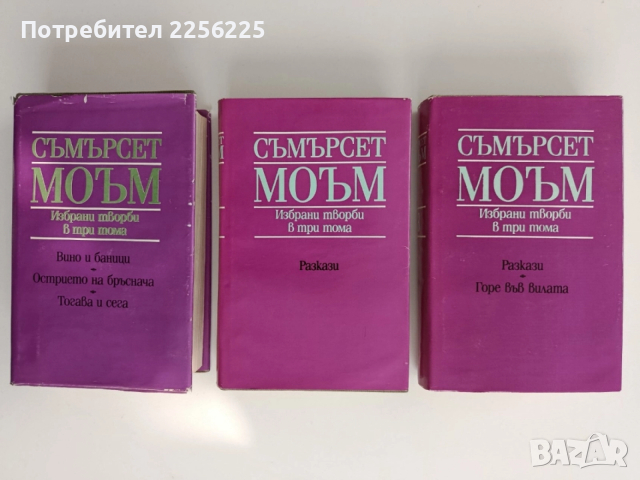 Потребител 2256225
СЪМЪРСЕТ
МОЪМ
Избрани творби
в три тома
Вино и баници
Острието на бръснача
Тогава и сега
СЪМЪРСЕТ
МОЪМ
Избрани творби
в три тома
Разкази
СЪМЪРСЕТ
МОЪМ
Избрани творби
в три тома
Разкази
Горе във вилата
BAZAR